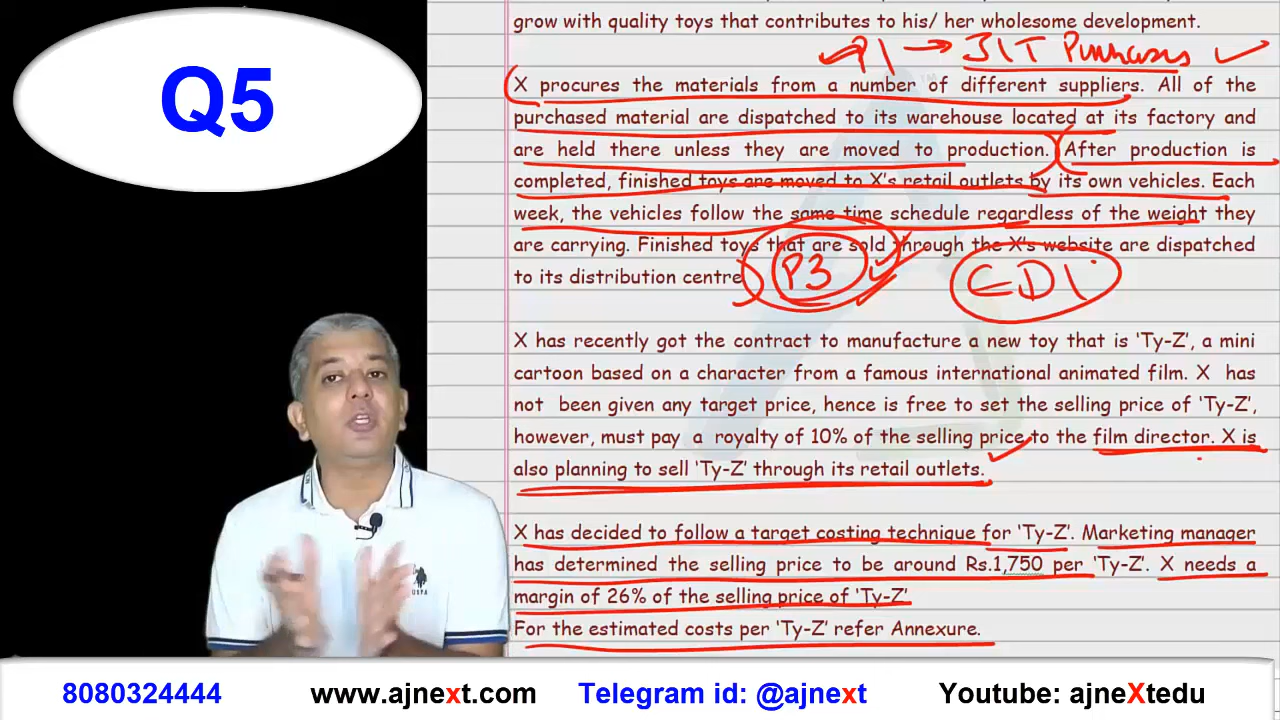 Q5
grow with quality toys that contributes to his/ her wholesome development.
P1 → JIT Purchases
X procures the materials from a number of different suppliers. All of the
purchased material are dispatched to its warehouse located at its factory and
are held there unless they are moved to production. After production is
completed, finished toys are moved to X's retail outlets by its own vehicles. Each
week, the vehicles follow the same time schedule regardless of the weight they
are carrying. Finished toys that are sold through the X's website are dispatched
to its distribution centre
P3
EDI
X has recently got the contract to manufacture a new toy that is 'Ty-Z', a mini
cartoon based on a character from a famous international animated film. X has
not been given any target price, hence is free to set the selling price of 'Ty-Z',
however, must pay a royalty of 10% of the selling price to the film director. X is
also planning to sell 'Ty-Z' through its retail outlets.
X has decided to follow a target costing technique for 'Ty-Z'. Marketing manager
has determined the selling price to be around Rs.1,750 per 'Ty-Z'. X needs a
margin of 26% of the selling price of 'Ty-Z'
For the estimated costs per 'Ty-Z' refer Annexure.
8080324444 www.ajnext.com Telegram id: @ajnext Youtube: ajneXtedu